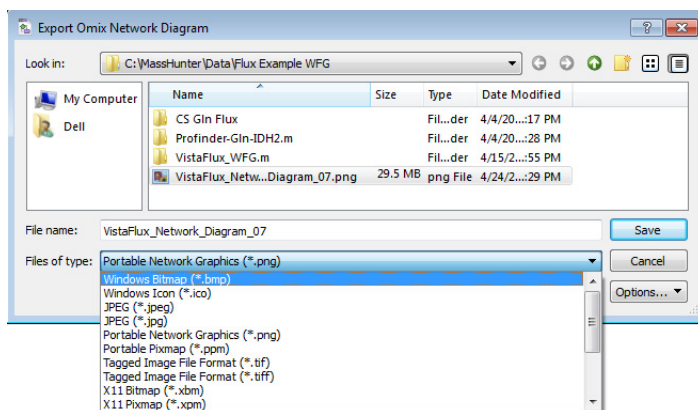 Export Omix Network Diagram
Look in: C:\MassHunter\Data\Flux Example WFG
My Computer
Dell
Name Size Type Date Modified
CS Gln Flux Fil...der 4/4/20...:17 PM
Profinder-Gln-IDH2.m Fil...der 4/4/20...:28 PM
VistaFlux_WFG.m Fil...der 4/15/2...:55 PM
VistaFlux_Netw...Diagram_07.png 29.5 MB png File 4/24/2...:29 PM
File name: VistaFlux_Network_Diagram_07 Save
Files of type: Portable Network Graphics (*.png) Cancel
Windows Bitmap (*.bmp)
Windows Icon (*.ico) Options...
JPEG (*.jpeg)
JPEG (*.jpg)
Portable Network Graphics (*.png)
Portable Pixmap (*.ppm)
Tagged Image File Format (*.tif)
Tagged Image File Format (*.tiff)
X11 Bitmap (*.xbm)
X11 Pixmap (*.xpm)